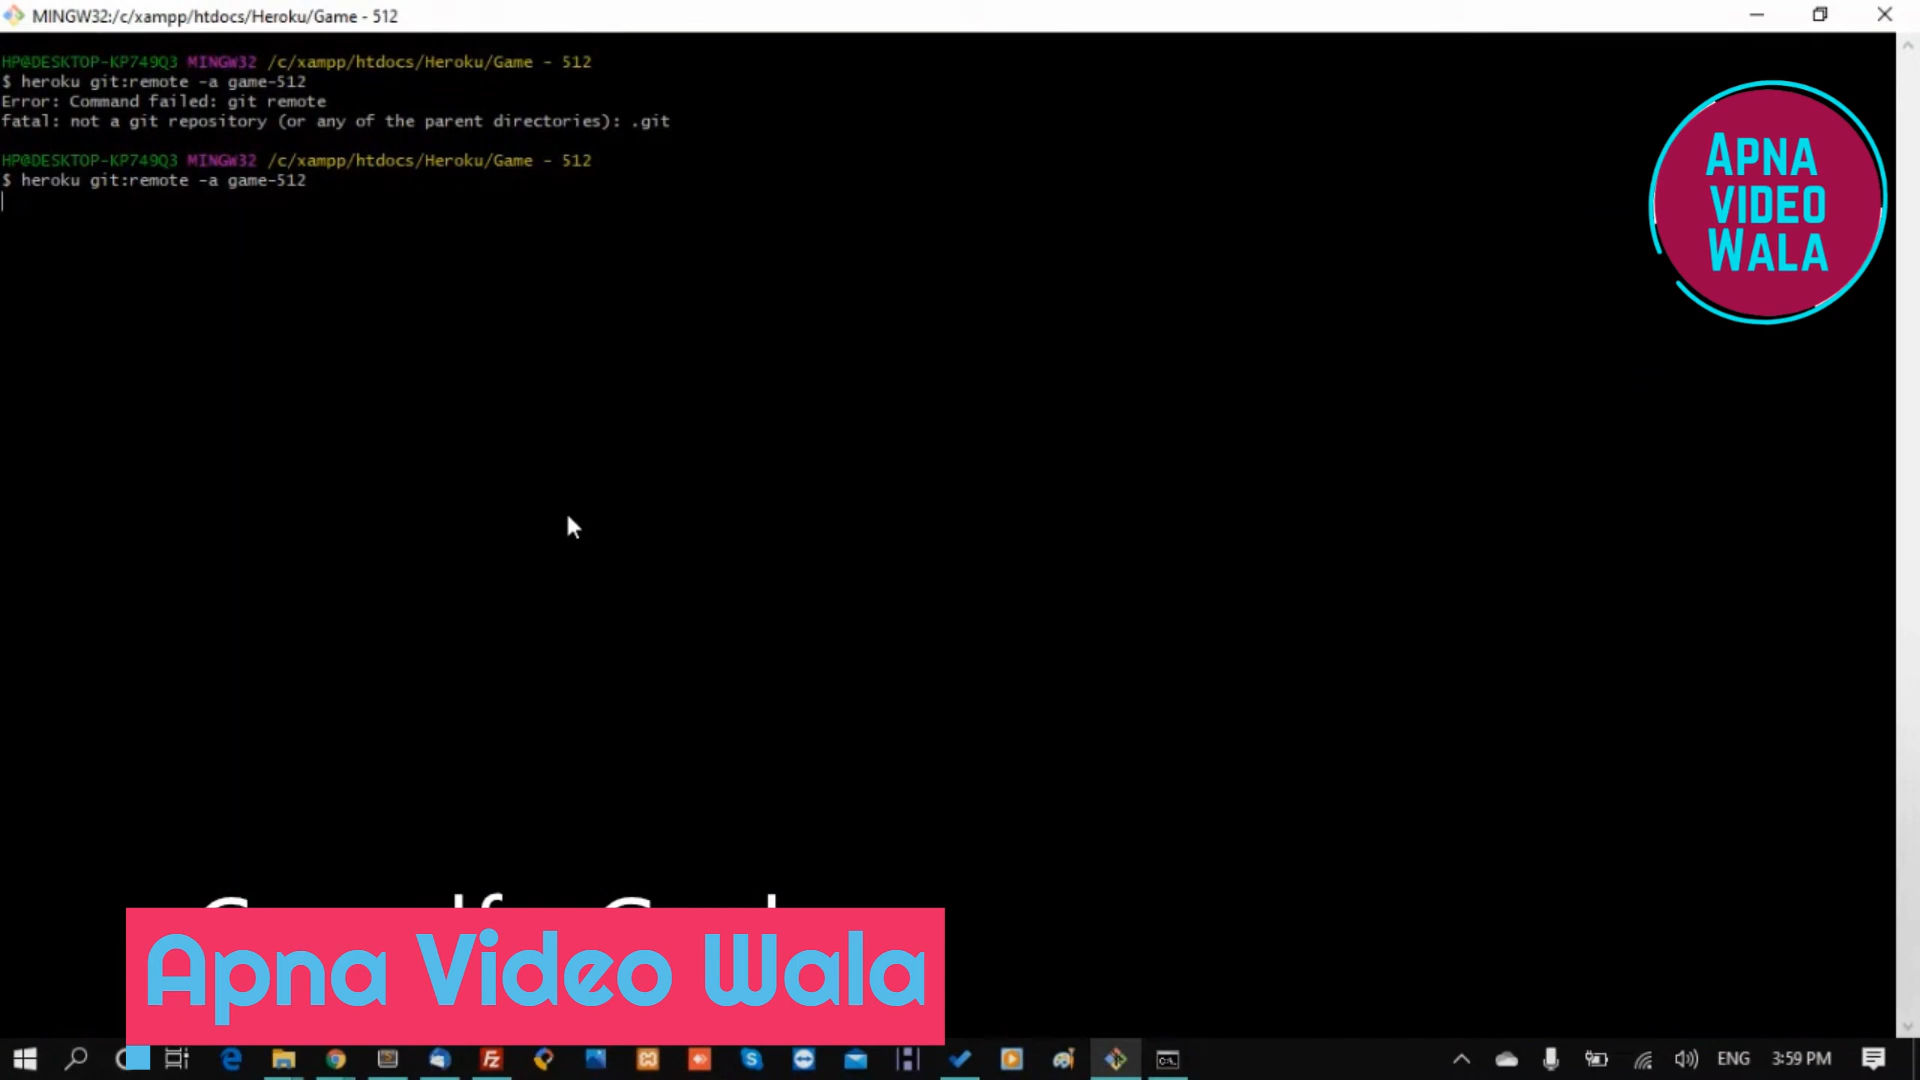 MINGW32:/c/xampp/htdocs/Heroku/Game - 512
HP@DESKTOP-KP749Q3 MINGW32 /c/xampp/htdocs/Heroku/Game - 512
$ heroku git:remote -a game-512
Error: Command failed: git remote
fatal: not a git repository (or any of the parent directories): .git
HP@DESKTOP-KP749Q3 MINGW32 /c/xampp/htdocs/Heroku/Game - 512
$ heroku git:remote -a game-512
APNA
VIDEO
WALA
Apna Video Wala
ENG
3:59 PM